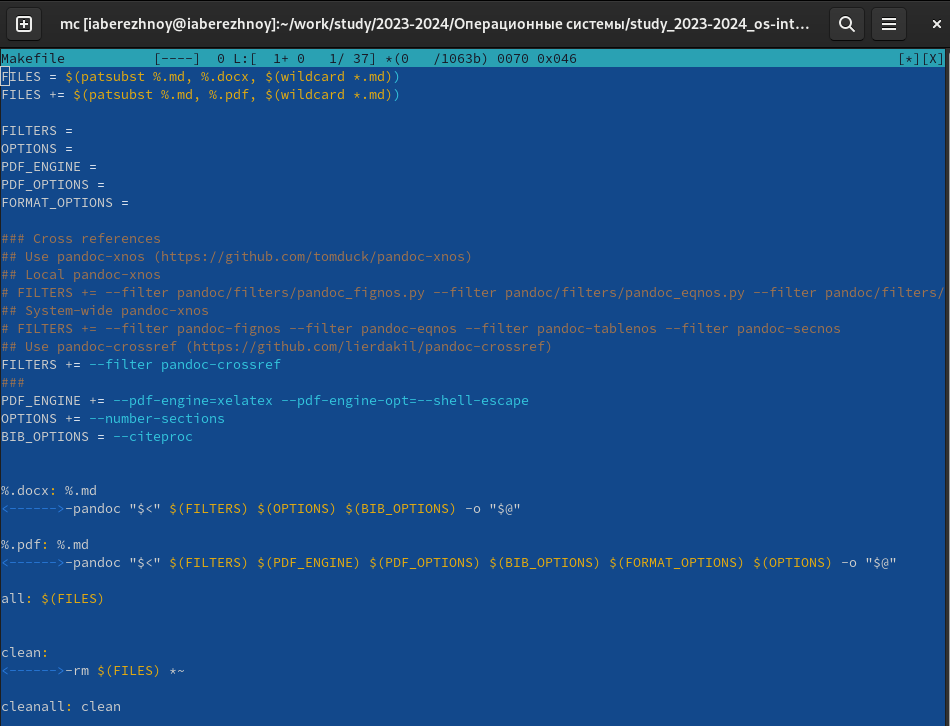 mc [iaberezhnoy@iaberezhnoy]:~/work/study/2023-2024/Операционные системы/study_2023-2024_os-int...
Makefile           [----]  0 L:[  1+ 0   1/ 37] *(0   /1063b) 0070 0x046                                        [*][X]
FILES = $(patsubst %.md, %.docx, $(wildcard *.md))
FILES += $(patsubst %.md, %.pdf, $(wildcard *.md))

FILTERS =
OPTIONS =
PDF_ENGINE =
PDF_OPTIONS =
FORMAT_OPTIONS =

### Cross references
## Use pandoc-xnos (https://github.com/tomduck/pandoc-xnos)
## Local pandoc-xnos
# FILTERS += --filter pandoc/filters/pandoc_fignos.py --filter pandoc/filters/pandoc_eqnos.py --filter pandoc/filters/
## System-wide pandoc-xnos
# FILTERS += --filter pandoc-fignos --filter pandoc-eqnos --filter pandoc-tablenos --filter pandoc-secnos
## Use pandoc-crossref (https://github.com/lierdakil/pandoc-crossref)
FILTERS += --filter pandoc-crossref
###
PDF_ENGINE += --pdf-engine=xelatex --pdf-engine-opt=--shell-escape
OPTIONS += --number-sections
BIB_OPTIONS = --citeproc

%.docx: %.md
<------>-pandoc "$<" $(FILTERS) $(OPTIONS) $(BIB_OPTIONS) -o "$@"

%.pdf: %.md
<------>-pandoc "$<" $(FILTERS) $(PDF_ENGINE) $(PDF_OPTIONS) $(BIB_OPTIONS) $(FORMAT_OPTIONS) $(OPTIONS) -o "$@"

all: $(FILES)

clean:
<------>-rm $(FILES) *~

cleanall: clean